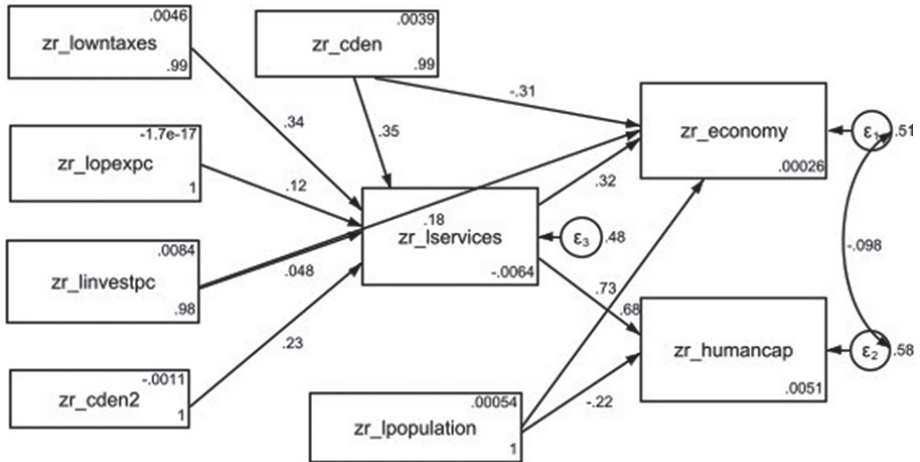 .0046
zr_lowntaxes
.99
.0039
zr_cden
.99
-.31
.34
.35
-1.7e-17
zr_lopexpc
1
.12
zr_economy
.00026
ε1
.51
.32
.18
zr_lservices
-.0064
ε3
.48
.0084
zr_linvestpc
.98
.048
-.098
.73
.68
.23
-.0011
zr_cden2
1
zr_humancap
.0051
ε2
.58
.00054
zr_lpopulation
1
-.22